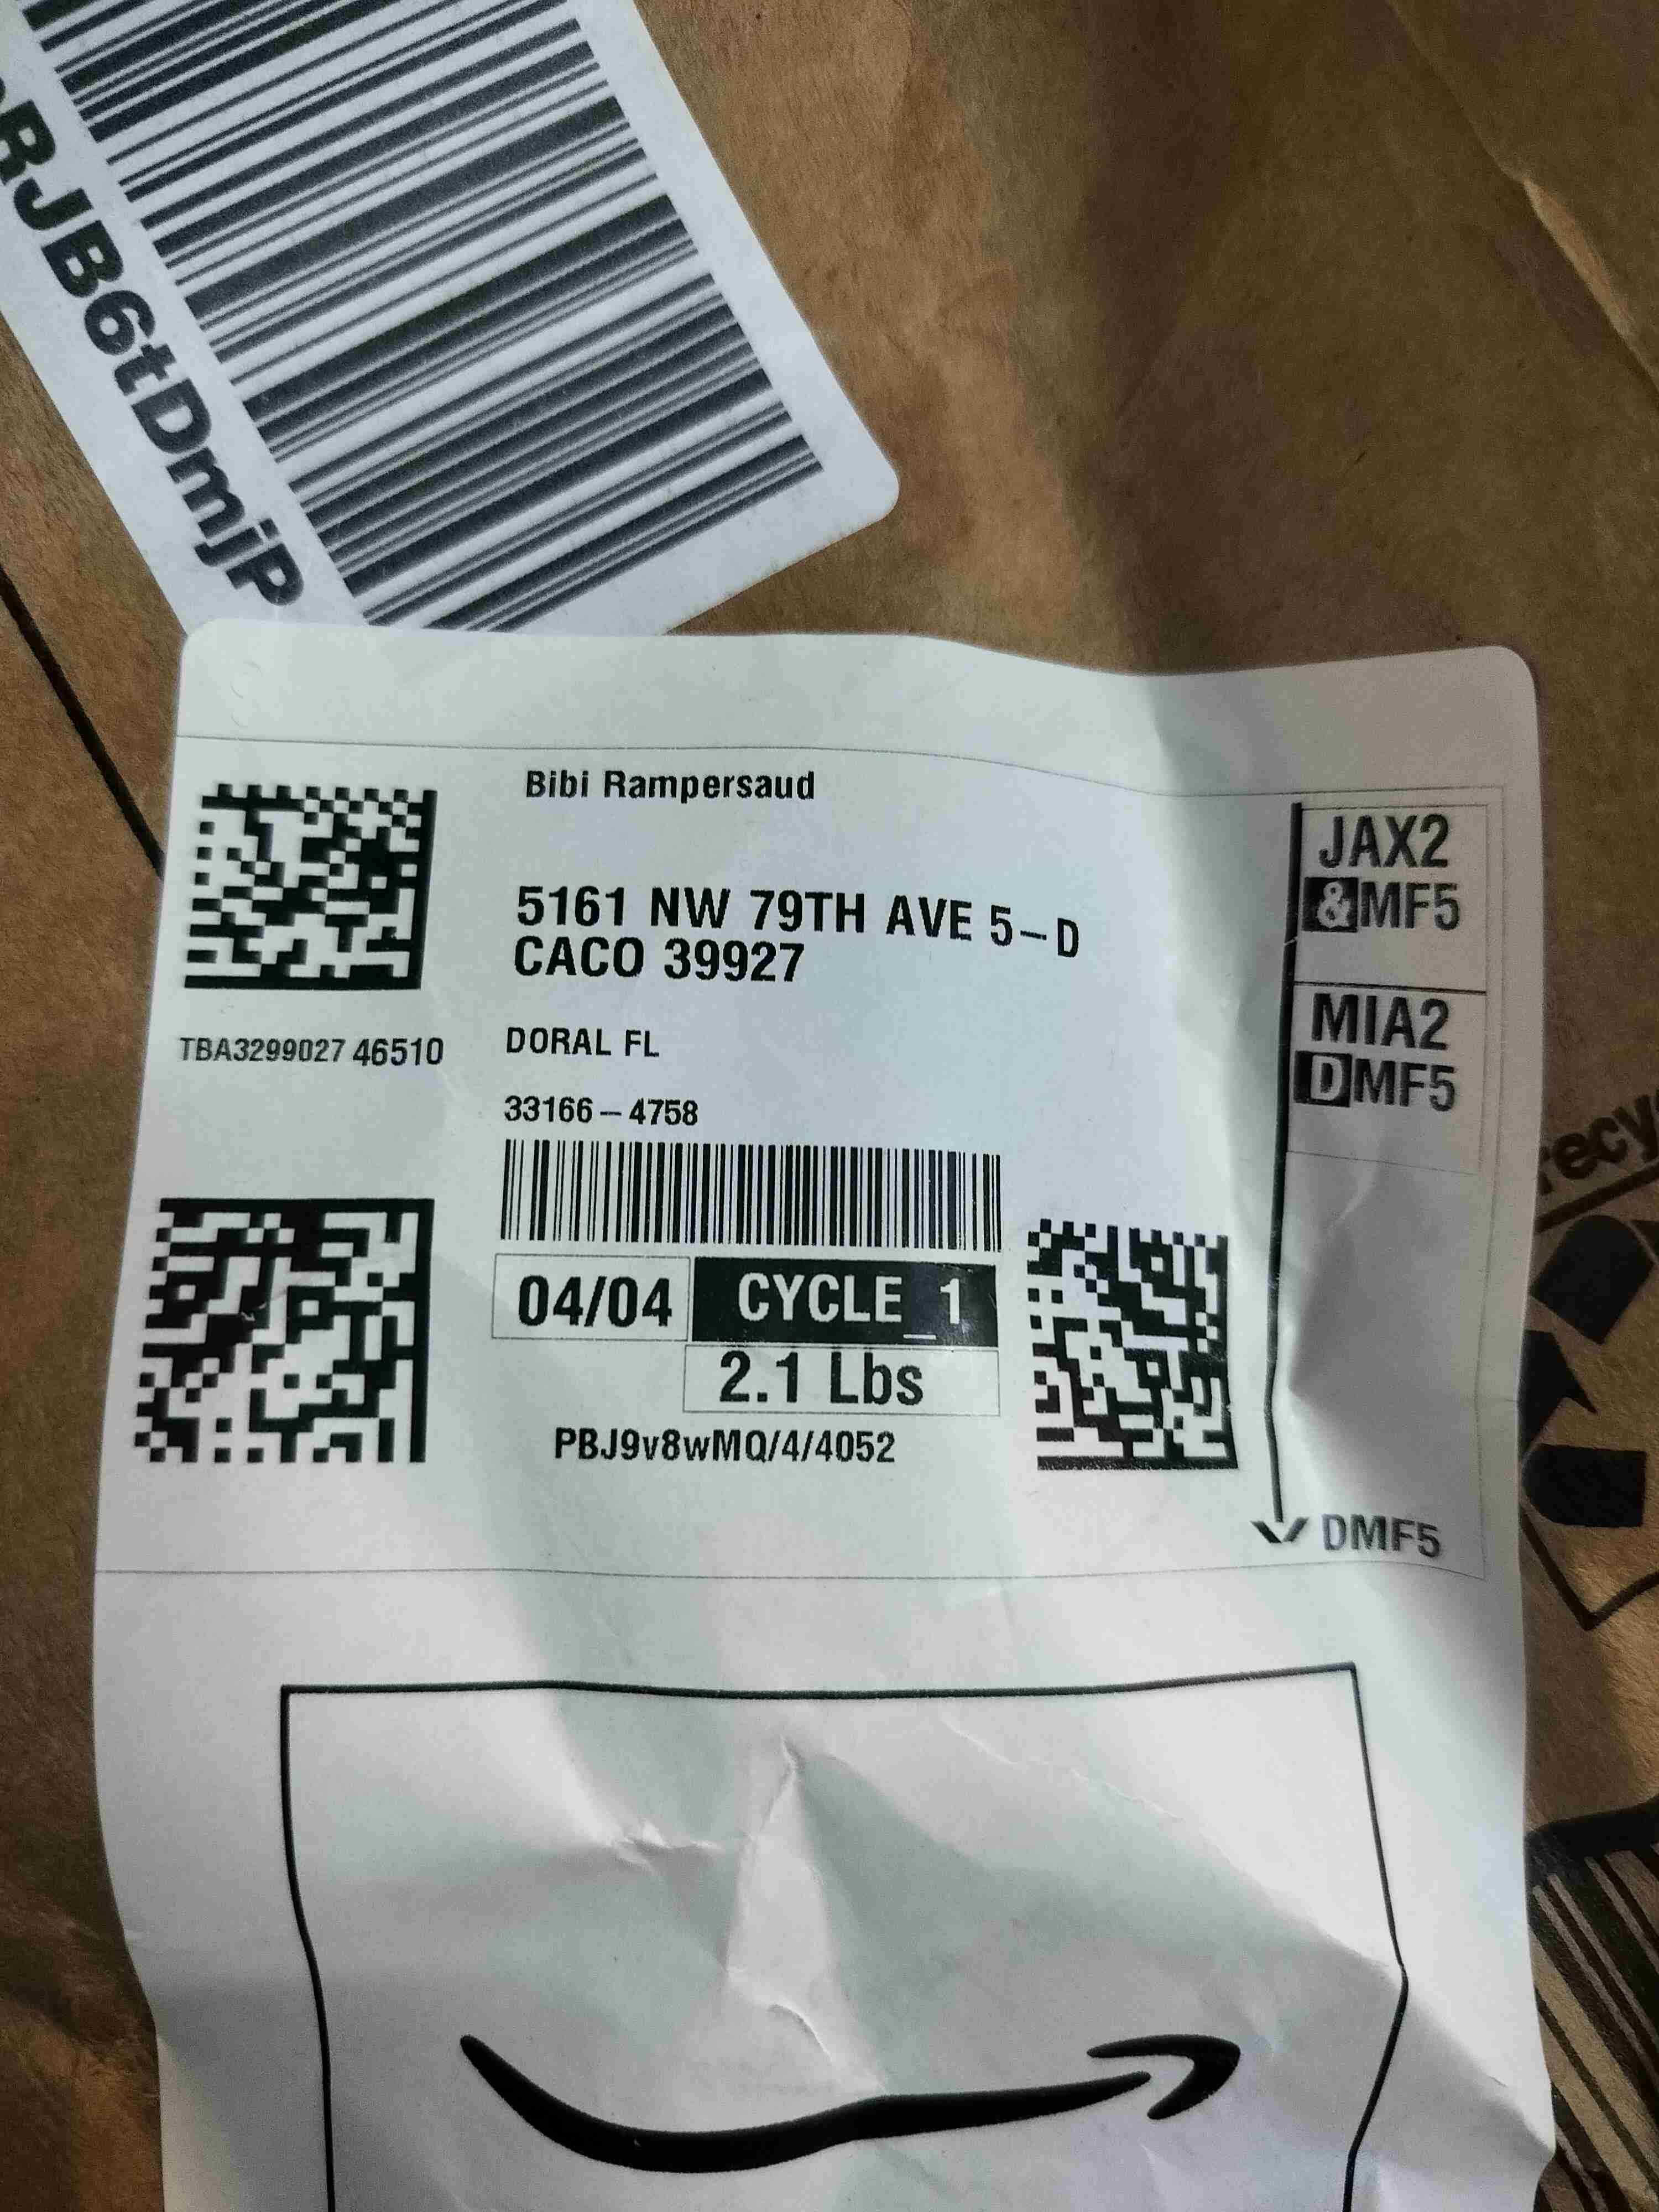 RJB6tDmjP
Bibi Rampersaud
5161 NW 79TH AVE 5-D
CACO 39927
TBA3299027 46510
DORAL FL
33166-4758
04/04 CYCLE_1
2.1 Lbs
PBJ9v8wMQ/4/4052
JAX2
&MF5
MIA2
DMF5
DMF5
recy